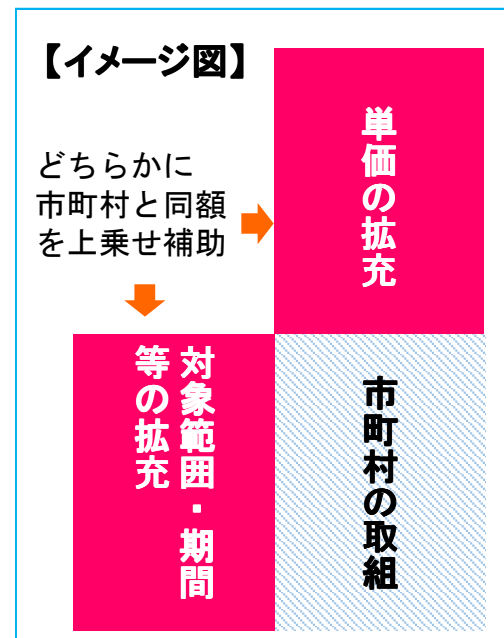 【イメージ図】
どちらかに
市町村と同額
を上乗せ補助
単価の拡充
対象範囲・期間
等の拡充
市町村の取組